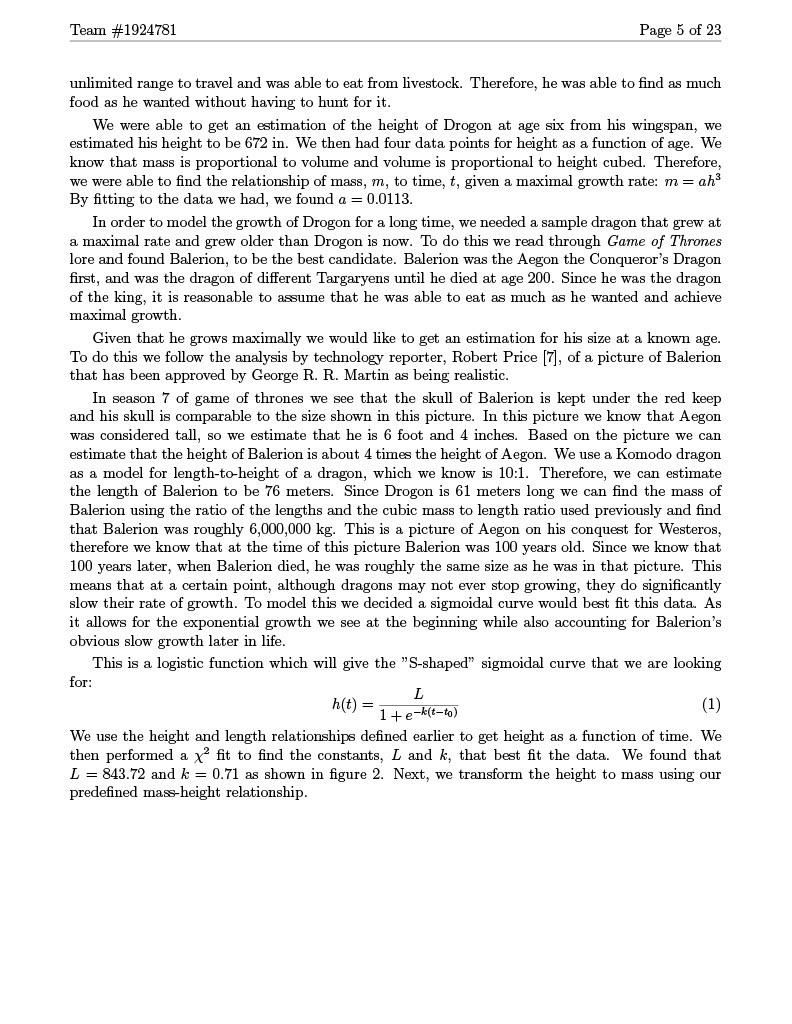 Team #1924781 Page 5 of 23
unlimited range to travel and was able to eat from livestock. Therefore, he was able to find as much
food as he wanted without having to hunt for it.
We were able to get an estimation of the height of Drogon at age six from his wingspan, we
estimated his height to be 672 in. We then had four data points for height as a function of age. We
know that mass is proportional to volume and volume is proportional to height cubed. Therefore,
we were able to find the relationship of mass, m, to time, t, given a maximal growth rate: m = ah³
By fitting to the data we had, we found a = 0.0113.
In order to model the growth of Drogon for a long time, we needed a sample dragon that grew at
a maximal rate and grew older than Drogon is now. To do this we read through Game of Thrones
lore and found Balerion, to be the best candidate. Balerion was the Aegon the Conqueror's Dragon
first, and was the dragon of different Targaryens until he died at age 200. Since he was the dragon
of the king, it is reasonable to assume that he was able to eat as much as he wanted and achieve
maximal growth.
Given that he grows maximally we would like to get an estimation for his size at a known age.
To do this we follow the analysis by technology reporter, Robert Price [7], of a picture of Balerion
that has been approved by George R. R. Martin as being realistic.
In season 7 of game of thrones we see that the skull of Balerion is kept under the red keep
and his skull is comparable to the size shown in this picture. In this picture we know that Aegon
was considered tall, so we estimate that he is 6 foot and 4 inches. Based on the picture we can
estimate that the height of Balerion is about 4 times the height of Aegon. We use a Komodo dragon
as a model for length-to-height of a dragon, which we know is 10:1. Therefore, we can estimate
the length of Balerion to be 76 meters. Since Drogon is 61 meters long we can find the mass of
Balerion using the ratio of the lengths and the cubic mass to length ratio used previously and find
that Balerion was roughly 6,000,000 kg. This is a picture of Aegon on his conquest for Westeros,
therefore we know that at the time of this picture Balerion was 100 years old. Since we know that
100 years later, when Balerion died, he was roughly the same size as he was in that picture. This
means that at a certain point, although dragons may not ever stop growing, they do significantly
slow their rate of growth. To model this we decided a sigmoidal curve would best fit this data. As
it allows for the exponential growth we see at the beginning while also accounting for Balerion's
obvious slow growth later in life.
This is a logistic function which will give the ”S-shaped” sigmoidal curve that we are looking
for:
h(t) = L / (1 + e^{-k(t-t₀)}) (1)
We use the height and length relationships defined earlier to get height as a function of time. We
then performed a χ² fit to find the constants, L and k, that best fit the data. We found that
L = 843.72 and k = 0.71 as shown in figure 2. Next, we transform the height to mass using our
predefined mass-height relationship.